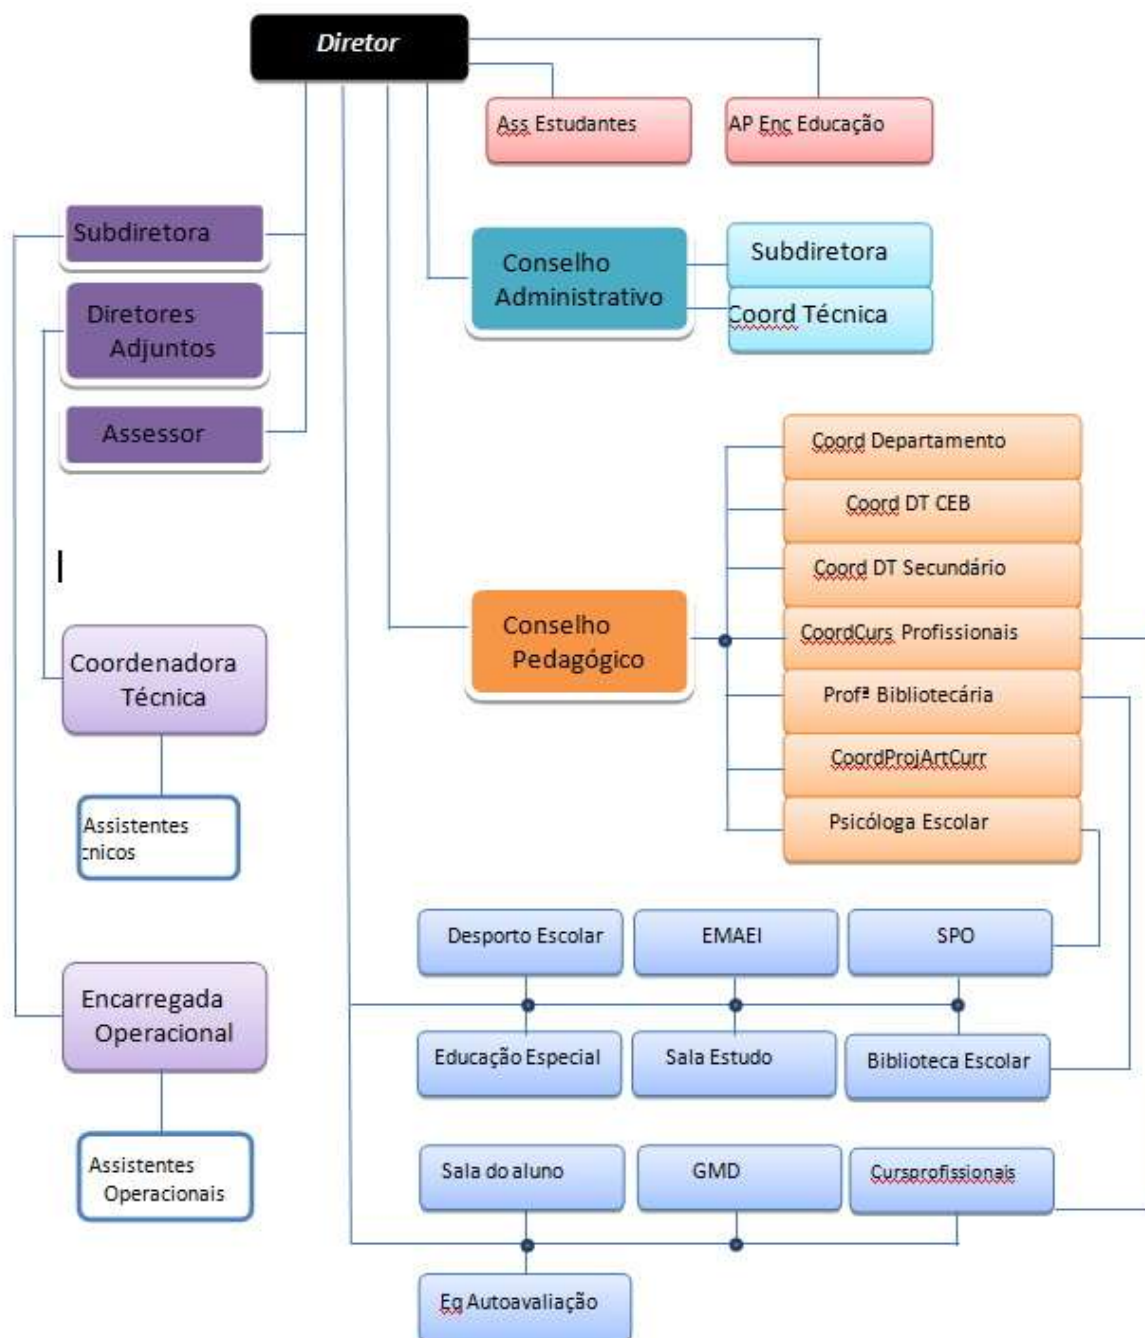 Diretor
Ass Estudantes
AP Enc Educação
Subdiretora
Diretores
Adjuntos
Assessor
Conselho
Administrativo
Subdiretora
Coord Técnica
Conselho
Pedagógico
Coord Departamento
Coord DT CEB
Coord DT Secundário
CoordCurs Profissionais
Profª Bibliotecária
CoordProjArtCurr
Psicóloga Escolar
Coordenadora
Técnica
Assistentes
cnicos
Encarregada
Operacional
Assistentes
Operacionais
Desporto Escolar
EMAEI
SPO
Educação Especial
Sala Estudo
Biblioteca Escolar
Sala do aluno
GMD
Cursprofissionais
Eq Autoavaliação